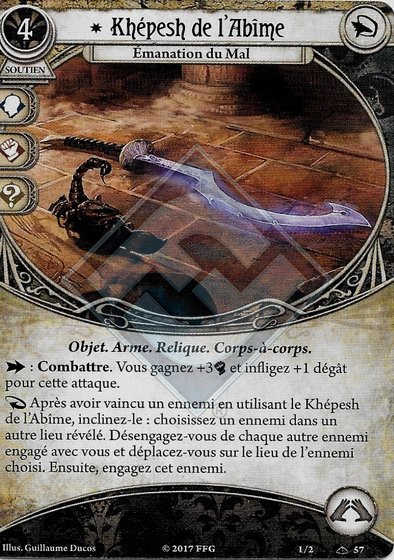 4
Khépesh de l'Abîme
Émanation du Mal
SOUTIEN
?
Objet. Arme. Relique. Corps-à-corps.
: Combattre. Vous gagnez +3 et infligez +1 dégât
pour cette attaque.
Après avoir vaincu un ennemi en utilisant le Khépesh
de l'Abîme, inclinez-le : choisissez un ennemi dans un
autre lieu révélé. Désengagez-vous de chaque autre ennemi
engagé avec vous et déplacez-vous sur le lieu de l'ennemi
choisi. Ensuite, engagez cet ennemi.
Illus. Guillaume Ducos © 2017 FFG 1/2 57